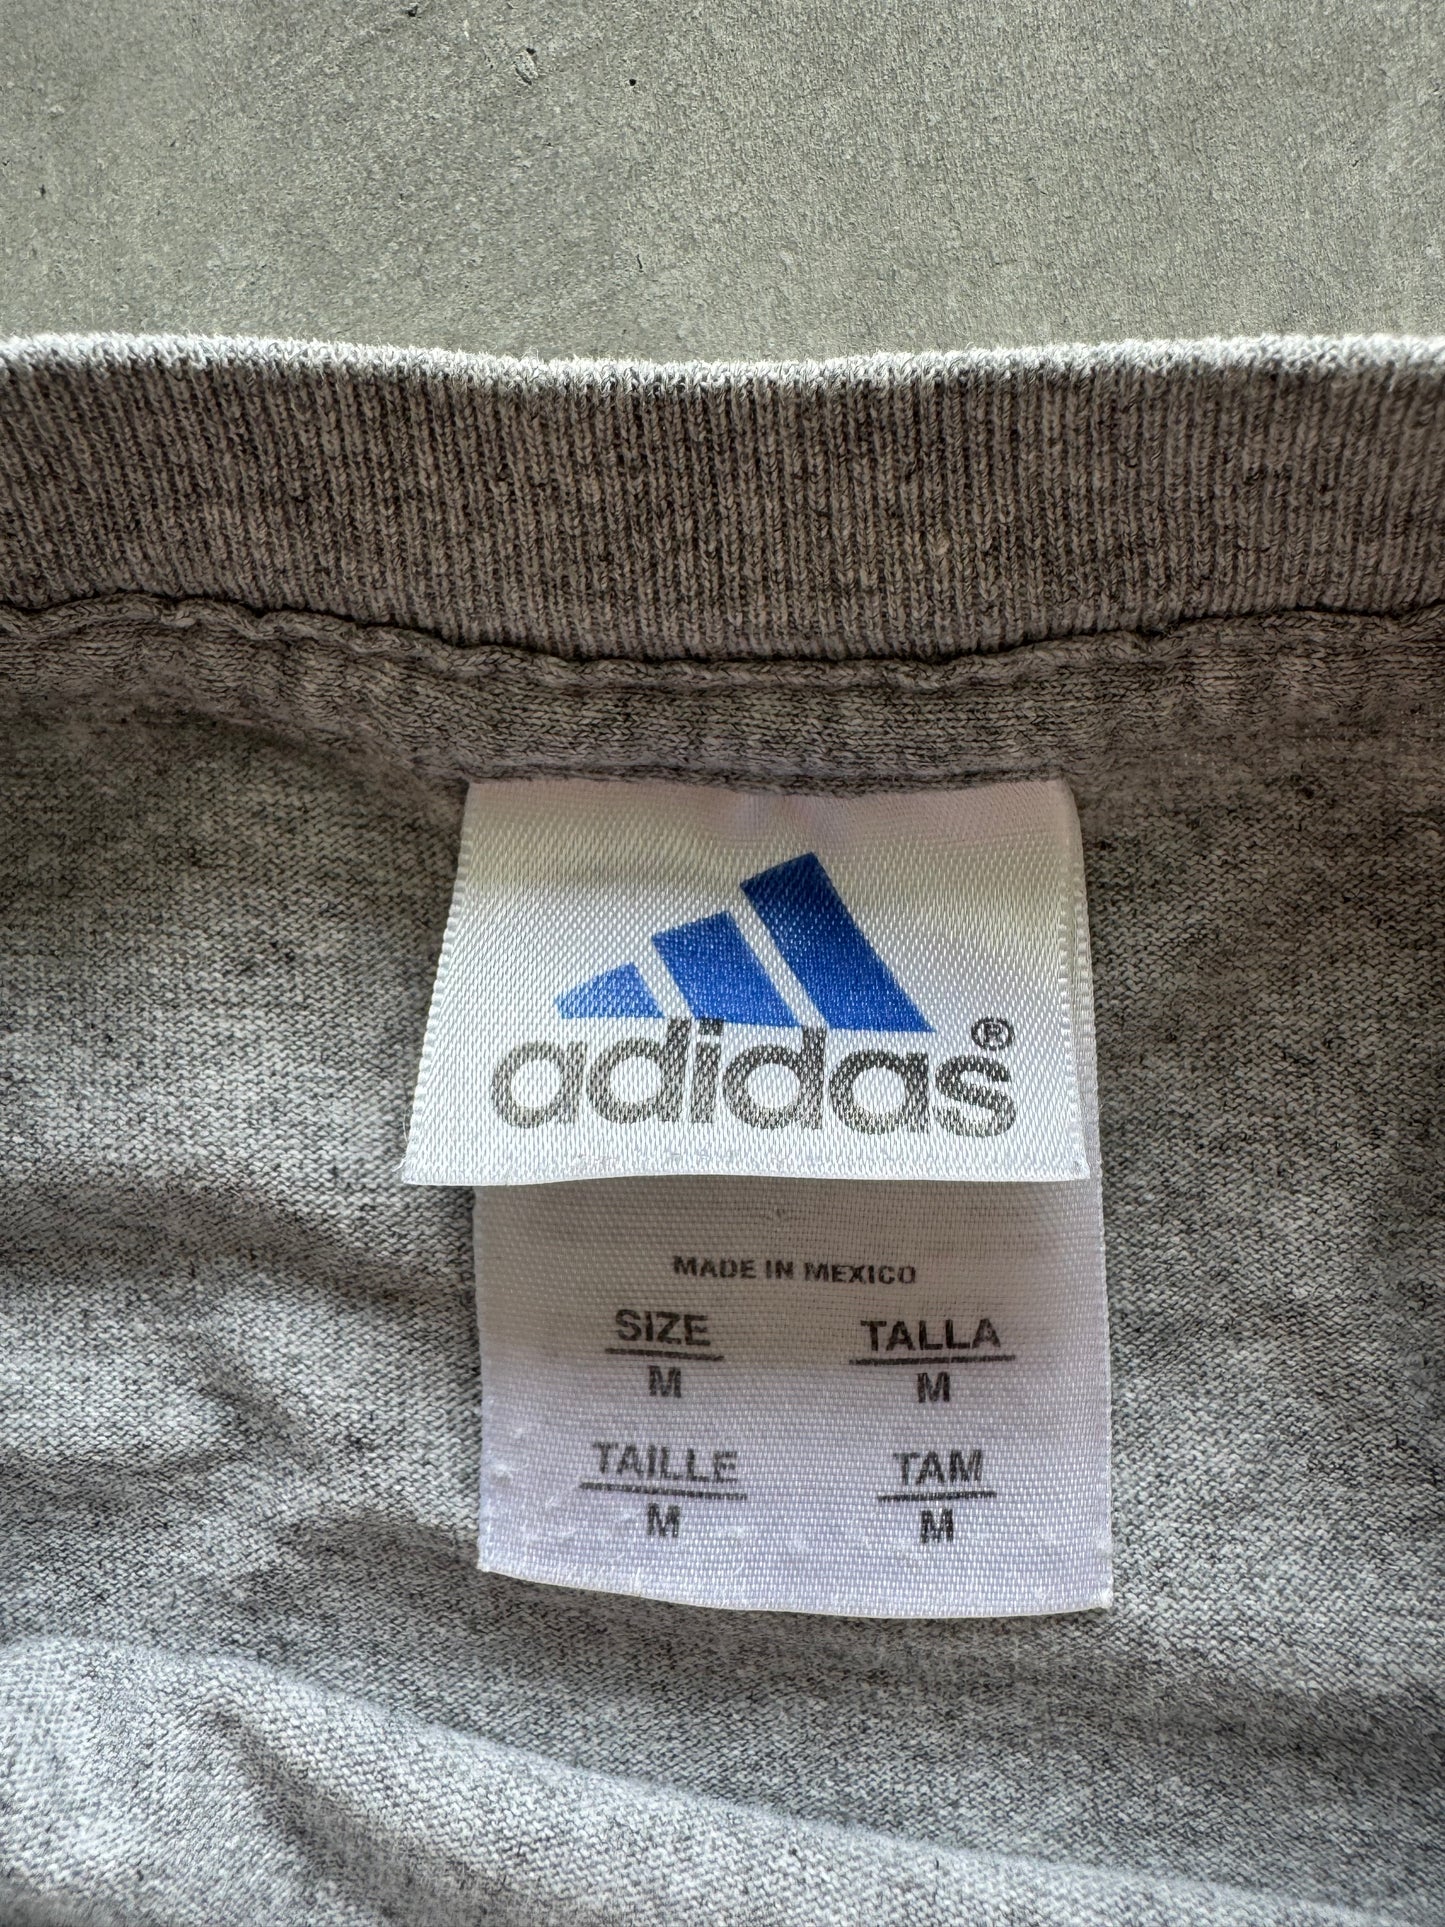 adidas®
MADE IN MEXICO
SIZE TALLA
M M
TAILLE TAM
M M